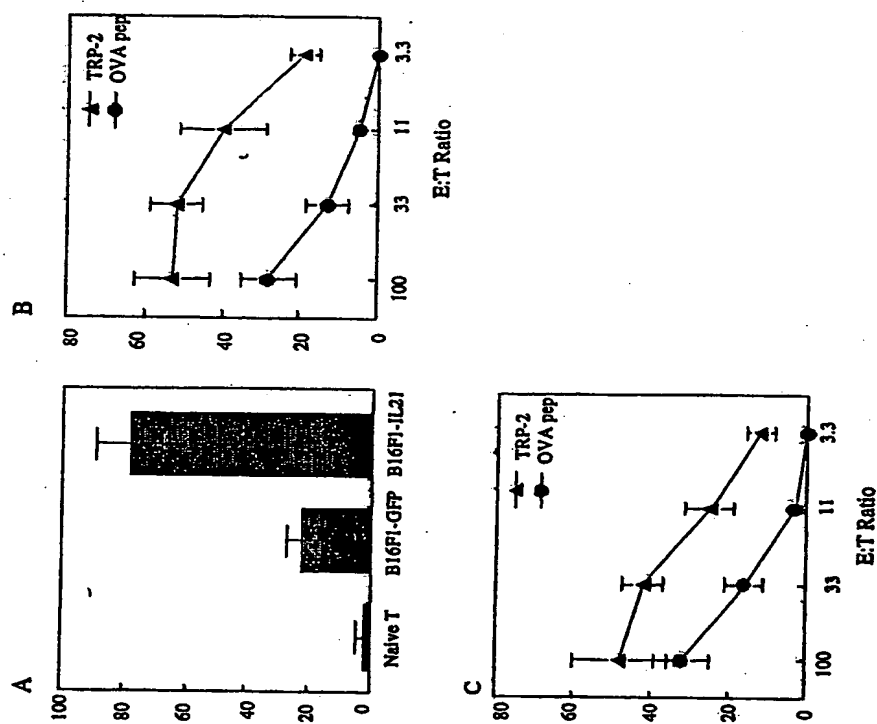 A
100
80
60
40
20
0
Naive T
B16F1-GFP
B16F1-IL21
B
80
60
40
20
0
TRP-2
OVA pep
100
33
11
3.3
E:T Ratio
C
80
60
40
20
0
TRP-2
OVA pep
100
33
11
3.3
E:T Ratio